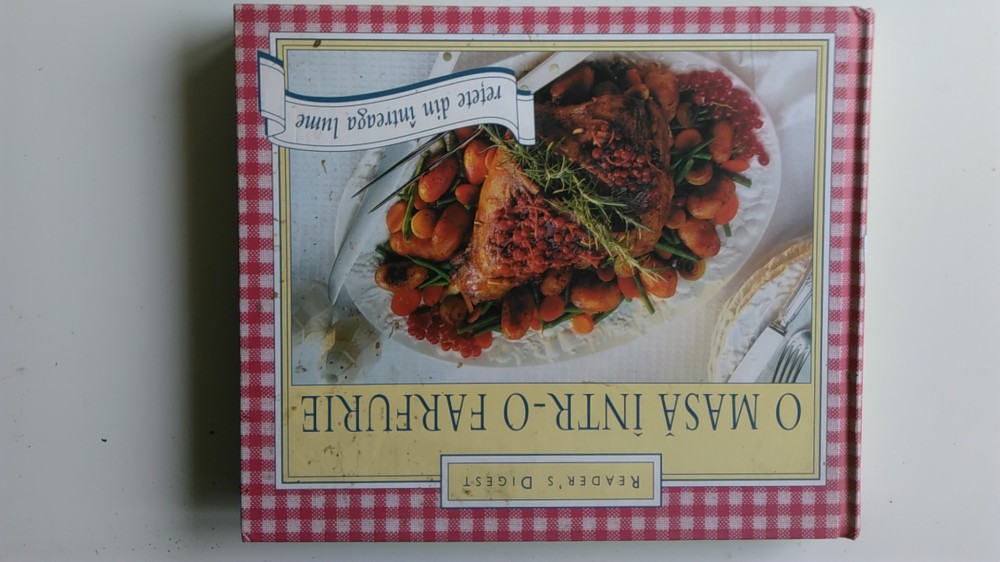 READER'S DIGEST
O MASĂ ÎNTR-O FARFURIE
rețete din întreaga lume